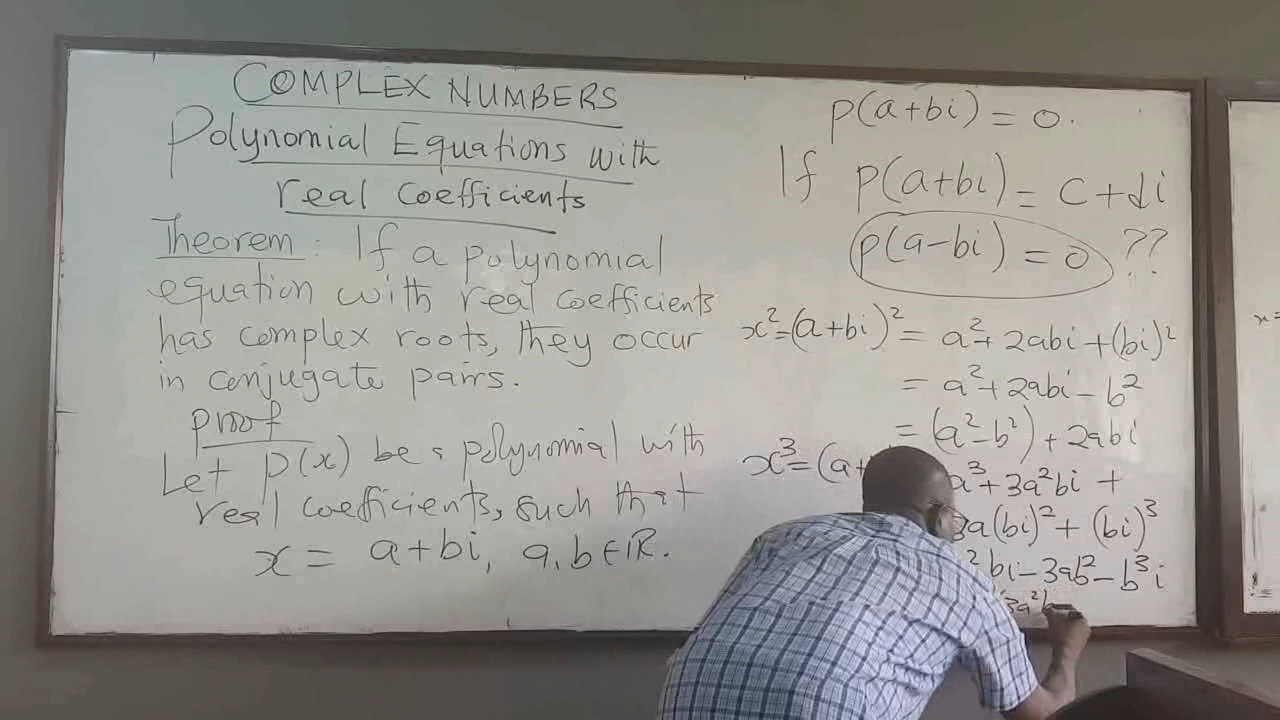 COMPLEX NUMBERS
Polynomial Equations with
real coefficients
Theorem: If a polynomial
equation with real coefficients
has complex roots, they occur
in conjugate pairs.
proof
Let p(x) be a polynomial with
real coefficients, such that
x = a+bi, a,b∈ℝ.
p(a+bi) = 0.
If p(a+bi) = c+di
p(a-bi) = 0 ??
x²=(a+bi)² = a²+2abi+(bi)²
= a²+2abi-b²
= (a²-b²)+2abi
x³=(a+ a³+3a²bi +
3a(bi)² + (bi)³
²bi-3ab²-b³i
3a²b
x =